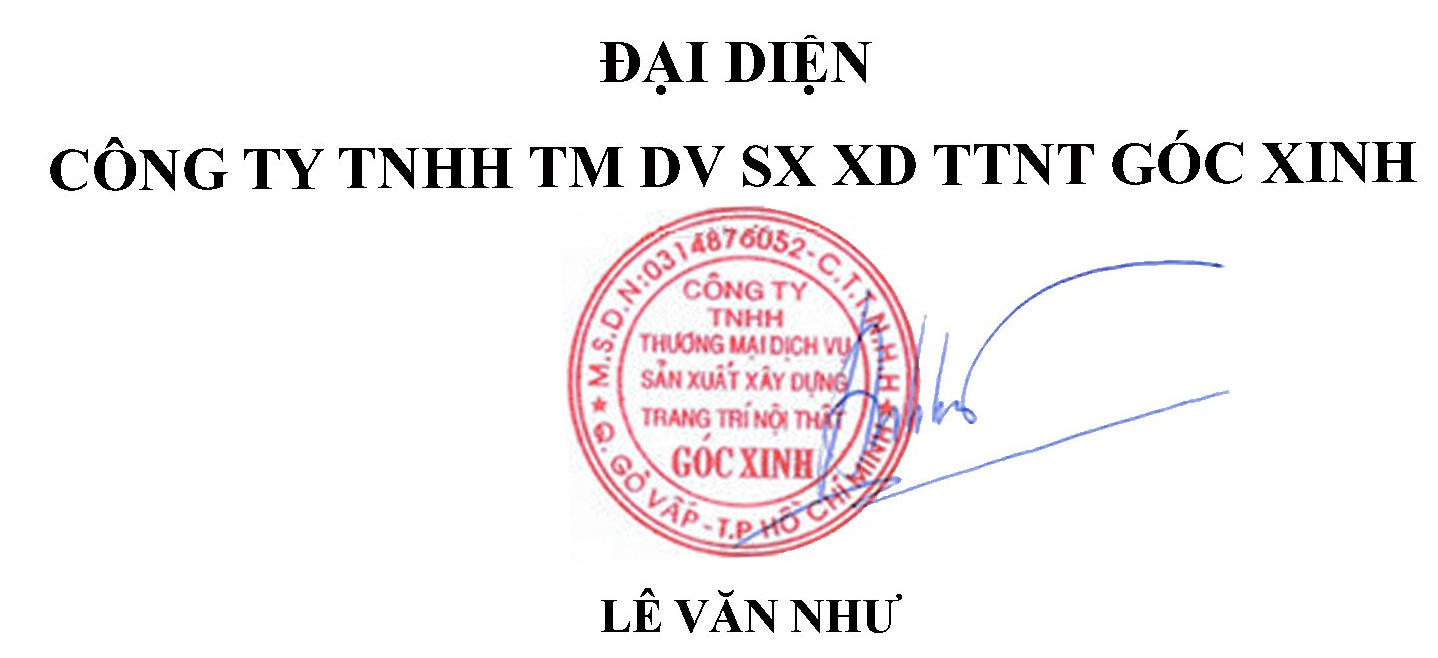 ĐẠI DIỆN
CÔNG TY TNHH TM DV SX XD TTNT GÓC XINH
M.S.D.N:0314876052-C.T.T.N.H.H
CÔNG TY
TNHH
THƯƠNG MẠI DỊCH VỤ
SẢN XUẤT XÂY DỰNG
TRANG TRÍ NỘI THẤT
GÓC XINH
Q. GÒ VẤP - T.P HỒ CHÍ MINH
LÊ VĂN NHƯ